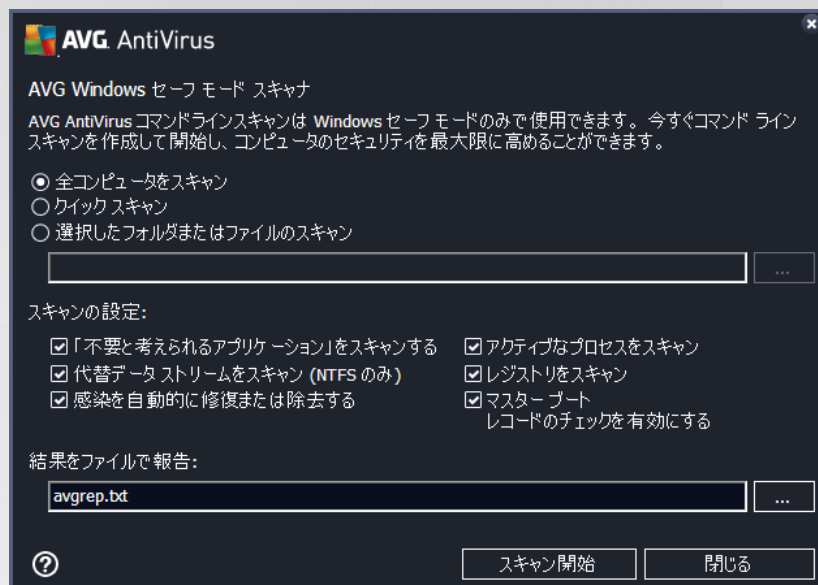 AVG AntiVirus
AVG Windows セーフ モード スキャナ
AVG AntiVirus コマンドラインスキャンは Windows セーフ モードのみで使用できます。今すぐコマンド ライン
スキャンを作成して開始し、コンピュータのセキュリティを最大限に高めることができます。
全コンピュータをスキャン
クイック スキャン
選択したフォルダまたはファイルのスキャン
...
スキャンの設定:
「不要と考えられるアプリケーション」をスキャンする
アクティブなプロセスをスキャン
代替データ ストリームをスキャン (NTFS のみ)
レジストリをスキャン
感染を自動的に修復または除去する
マスター ブート
レコードのチェックを有効にする
結果をファイルで報告:
avgrep.txt
...
?
スキャン開始
閉じる